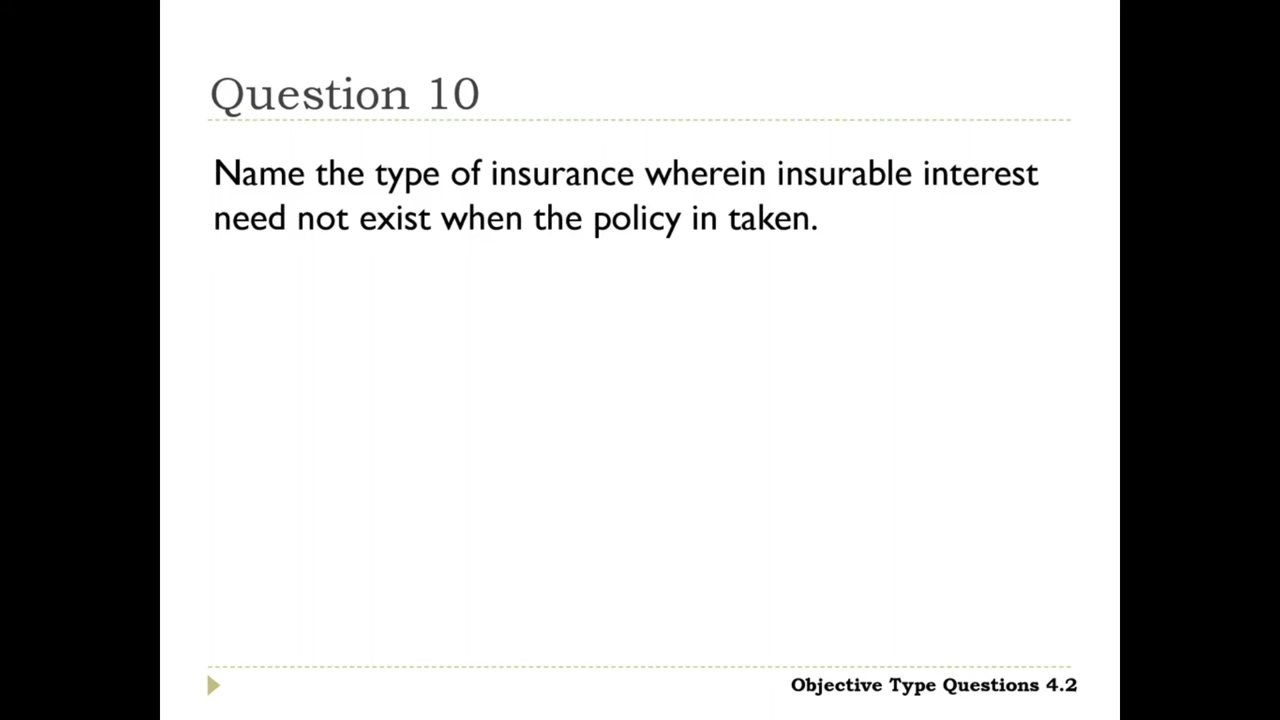 Question 10
Name the type of insurance wherein insurable interest
need not exist when the policy in taken.
Objective Type Questions 4.2